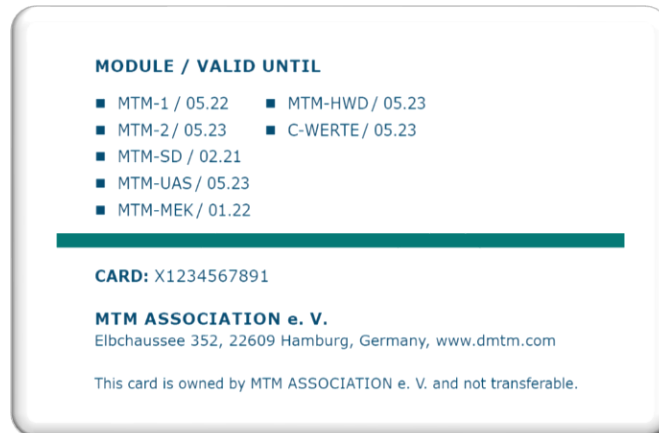 MODULE / VALID UNTIL
■ MTM-1 / 05.22 ■ MTM-HWD / 05.23
■ MTM-2 / 05.23 ■ C-WERTE / 05.23
■ MTM-SD / 02.21
■ MTM-UAS / 05.23
■ MTM-MEK / 01.22
CARD: X1234567891
MTM ASSOCIATION e. V.
Elbchaussee 352, 22609 Hamburg, Germany, www.dmtm.com
This card is owned by MTM ASSOCIATION e. V. and not transferable.